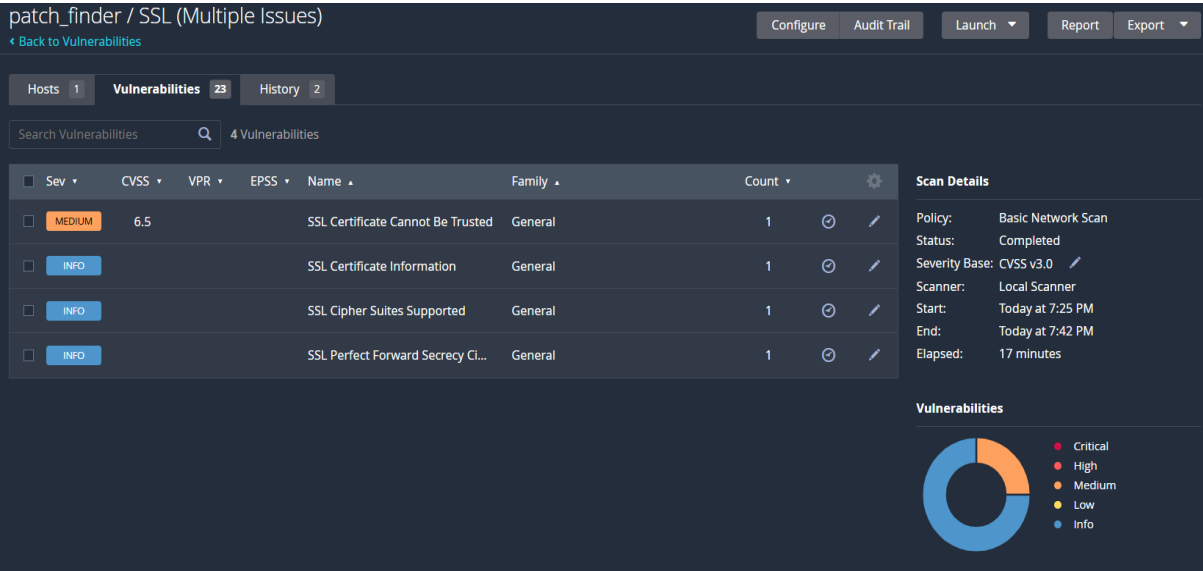 patch_finder / SSL (Multiple Issues)
Configure Audit Trail Launch Report Export
Back to Vulnerabilities
Hosts 1 Vulnerabilities 23 History 2
Search Vulnerabilities 4 Vulnerabilities
Sev CVSS VPR EPSS Name Family Count
MEDIUM 6.5 SSL Certificate Cannot Be Trusted General 1
INFO SSL Certificate Information General 1
INFO SSL Cipher Suites Supported General 1
INFO SSL Perfect Forward Secrecy Ci... General 1
Scan Details
Policy: Basic Network Scan
Status: Completed
Severity Base: CVSS v3.0
Scanner: Local Scanner
Start: Today at 7:25 PM
End: Today at 7:42 PM
Elapsed: 17 minutes
Vulnerabilities
Critical
High
Medium
Low
Info